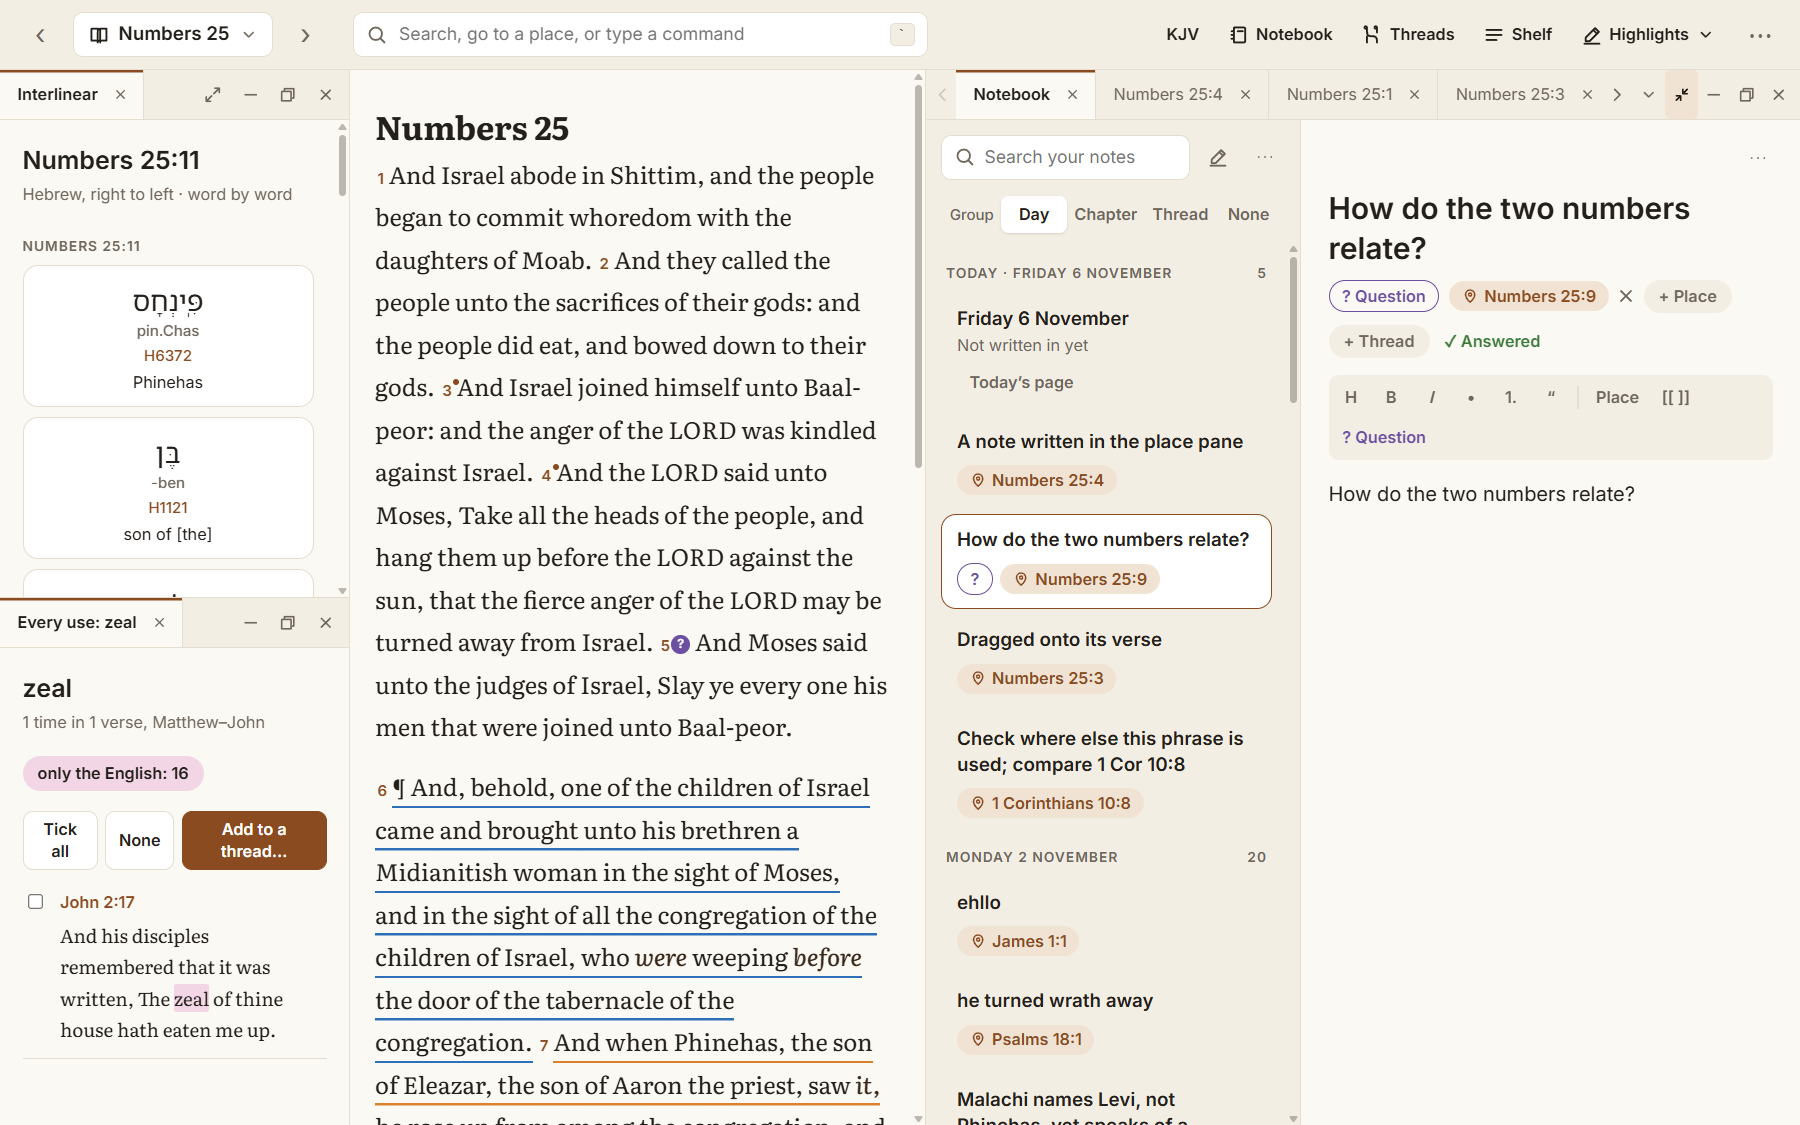 Numbers 25
Search, go to a place, or type a command
`
KJV
Notebook
Threads
Shelf
Highlights
Interlinear
Numbers 25:11
Hebrew, right to left · word by word
NUMBERS 25:11
פִּֽינְחָ֨ס
pin.Chas
H6372
Phinehas
בֶּן
-ben
H1121
son of [the]
Every use: zeal
zeal
1 time in 1 verse, Matthew–John
only the English: 16
Tick all
None
Add to a thread…
John 2:17
And his disciples
remembered that it was
written, The zeal of thine
house hath eaten me up.
Numbers 25
1 And Israel abode in Shittim, and the people
began to commit whoredom with the
daughters of Moab. 2 And they called the
people unto the sacrifices of their gods: and
the people did eat, and bowed down to their
gods. 3 And Israel joined himself unto Baal-
peor: and the anger of the LORD was kindled
against Israel. 4 And the LORD said unto
Moses, Take all the heads of the people, and
hang them up before the LORD against the
sun, that the fierce anger of the LORD may be
turned away from Israel. 5 ? And Moses said
unto the judges of Israel, Slay ye every one his
men that were joined unto Baal-peor.
6 ¶ And, behold, one of the children of Israel
came and brought unto his brethren a
Midianitish woman in the sight of Moses,
and in the sight of all the congregation of the
children of Israel, who were weeping before
the door of the tabernacle of the
congregation. 7 And when Phinehas, the son
of Eleazar, the son of Aaron the priest, saw it,
he rose up from among the congregation, and
Notebook
Numbers 25:4
Numbers 25:1
Numbers 25:3
Search your notes
Group Day Chapter Thread None
TODAY · FRIDAY 6 NOVEMBER 5
Friday 6 November
Not written in yet
Today’s page
A note written in the place pane
Numbers 25:4
How do the two numbers relate?
? Numbers 25:9
Dragged onto its verse
Numbers 25:3
Check where else this phrase is
used; compare 1 Cor 10:8
1 Corinthians 10:8
MONDAY 2 NOVEMBER 20
ehllo
James 1:1
he turned wrath away
Psalms 18:1
Malachi names Levi, not
Phinehas, yet speaks of a
How do the two numbers
relate?
? Question Numbers 25:9 + Place
+ Thread ✓ Answered
H B I • 1. “ Place [[ ]]
? Question
How do the two numbers relate?